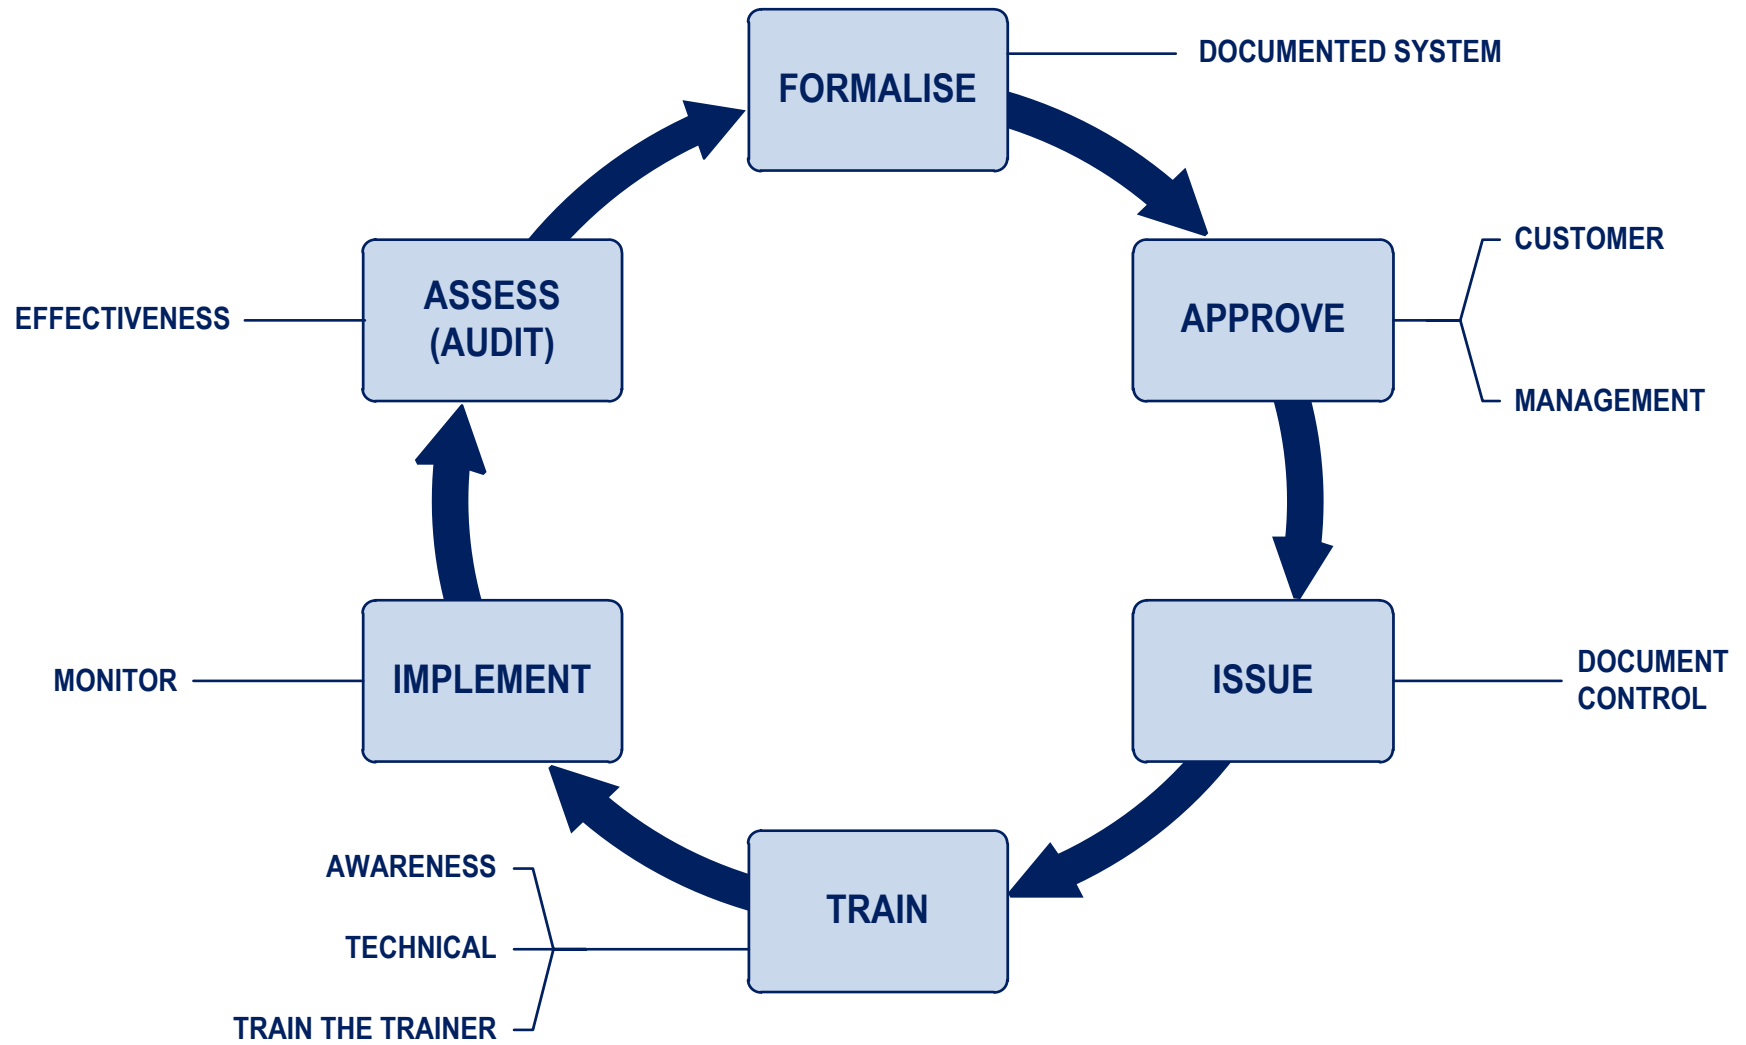 FORMALISE
DOCUMENTED SYSTEM
APPROVE
CUSTOMER
MANAGEMENT
ISSUE
DOCUMENT
CONTROL
TRAIN
AWARENESS
TECHNICAL
TRAIN THE TRAINER
IMPLEMENT
MONITOR
ASSESS
(AUDIT)
EFFECTIVENESS